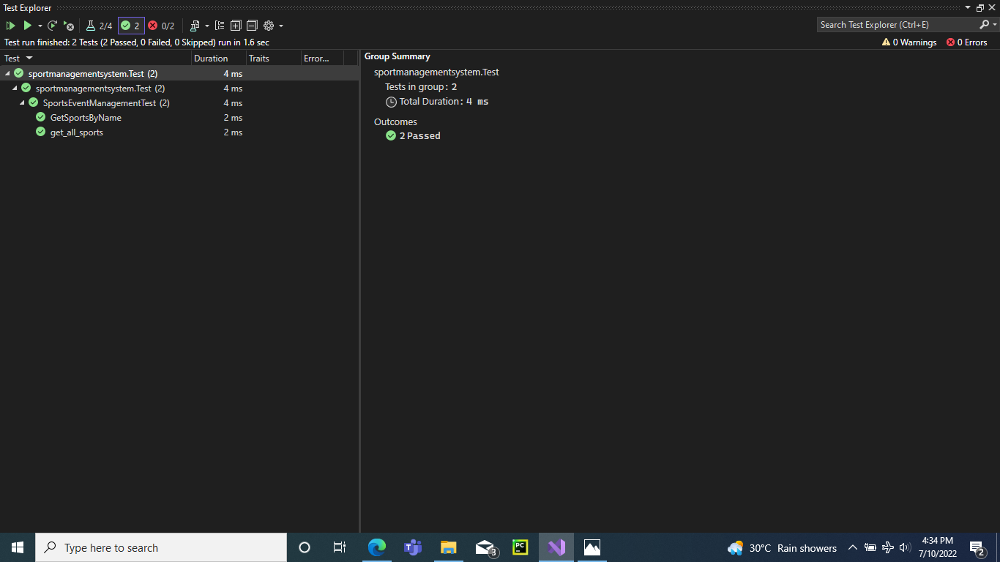 Test Explorer
2/4 2 0/2
Search Test Explorer (Ctrl+E)
Test run finished: 2 Tests (2 Passed, 0 Failed, 0 Skipped) run in 1.6 sec
0 Warnings 0 Errors
Test Duration Traits Error...
sportmanagementsystem.Test (2) 4 ms
sportmanagementsystem.Test (2) 4 ms
SportsEventManagementTest (2) 4 ms
GetSportsByName 2 ms
get_all_sports 2 ms
Group Summary
sportmanagementsystem.Test
Tests in group: 2
Total Duration: 4 ms
Outcomes
2 Passed
Type here to search
3
PC
30°C Rain showers
4:34 PM
7/10/2022
2